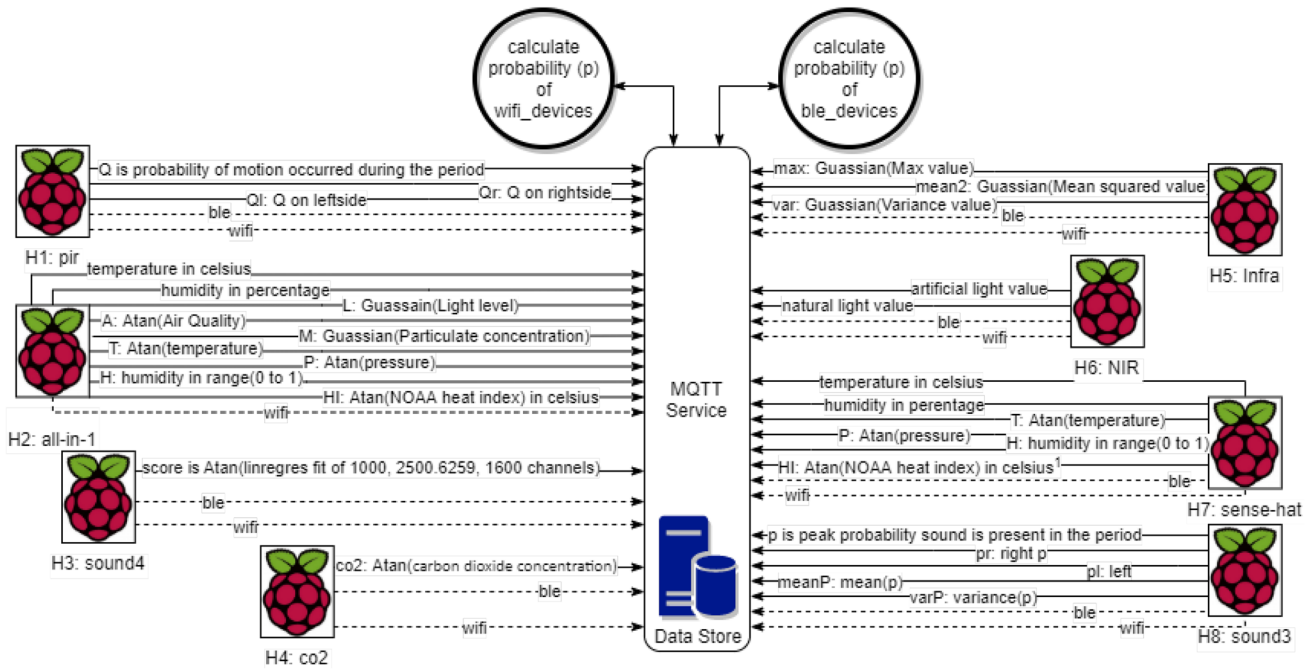 calculate
probability (p)
of
wifi_devices
calculate
probability (p)
of
ble_devices
Q is probability of motion occurred during the period
Qr: Q on rightside
Ql: Q on leftside
ble
wifi
H1: pir
temperature in celsius
humidity in percentage
L: Guassain(Light level)
A: Atan(Air Quality)
M: Guassian(Particulate concentration)
T: Atan(temperature)
P: Atan(pressure)
H: humidity in range(0 to 1)
HI: Atan(NOAA heat index) in celsius
wifi
H2: all-in-1
score is Atan(linregres fit of 1000, 2500.6259, 1600 channels)
ble
wifi
H3: sound4
co2: Atan(carbon dioxide concentration)
ble
wifi
H4: co2
MQTT
Service
Data Store
max: Guassian(Max value)
mean2: Guassian(Mean squared value
var: Guassian(Variance value)
ble
wifi
H5: Infra
artificial light value
natural light value
ble
wifi
H6: NIR
temperature in celsius
humidity in perentage
T: Atan(temperature)
P: Atan(pressure)
H: humidity in range(0 to 1)
HI: Atan(NOAA heat index) in celsius¹
ble
wifi
H7: sense-hat
p is peak probability sound is present in the period
pr: right p
pl: left
meanP: mean(p)
varP: variance(p)
ble
wifi
H8: sound3